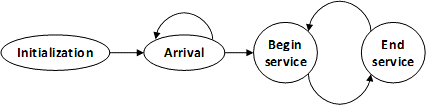 Initialization
Arrival
Begin
service
End
service